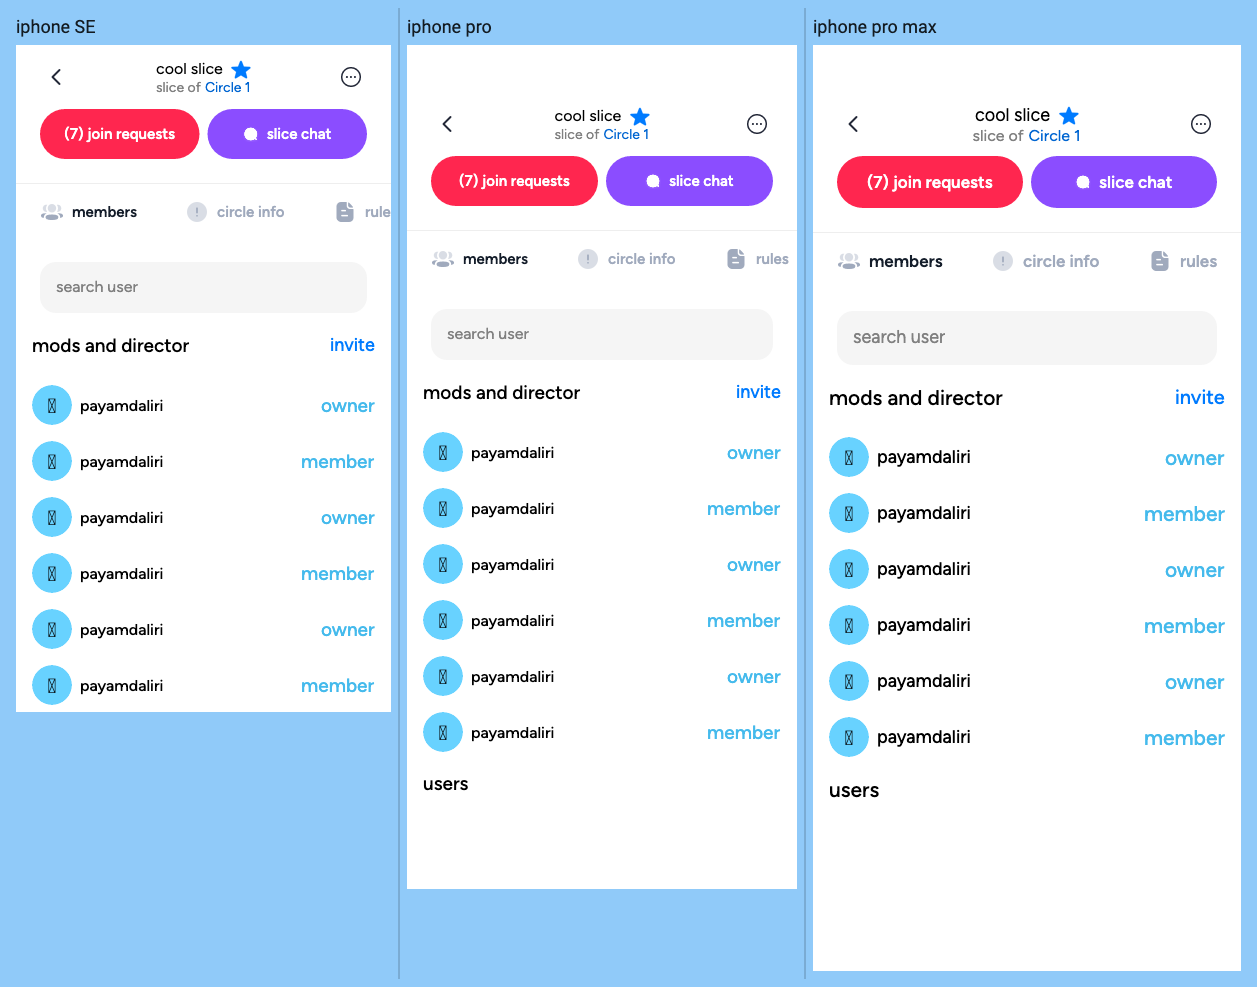 iphone SE
cool slice
slice of Circle 1
(7) join requests
slice chat
members
circle info
rule
search user
mods and director
invite
payamdaliri
owner
payamdaliri
member
payamdaliri
owner
payamdaliri
member
payamdaliri
owner
payamdaliri
member
iphone pro
cool slice
slice of Circle 1
(7) join requests
slice chat
members
circle info
rules
search user
mods and director
invite
payamdaliri
owner
payamdaliri
member
payamdaliri
owner
payamdaliri
member
payamdaliri
owner
payamdaliri
member
users
iphone pro max
cool slice
slice of Circle 1
(7) join requests
slice chat
members
circle info
rules
search user
mods and director
invite
payamdaliri
owner
payamdaliri
member
payamdaliri
owner
payamdaliri
member
payamdaliri
owner
payamdaliri
member
users